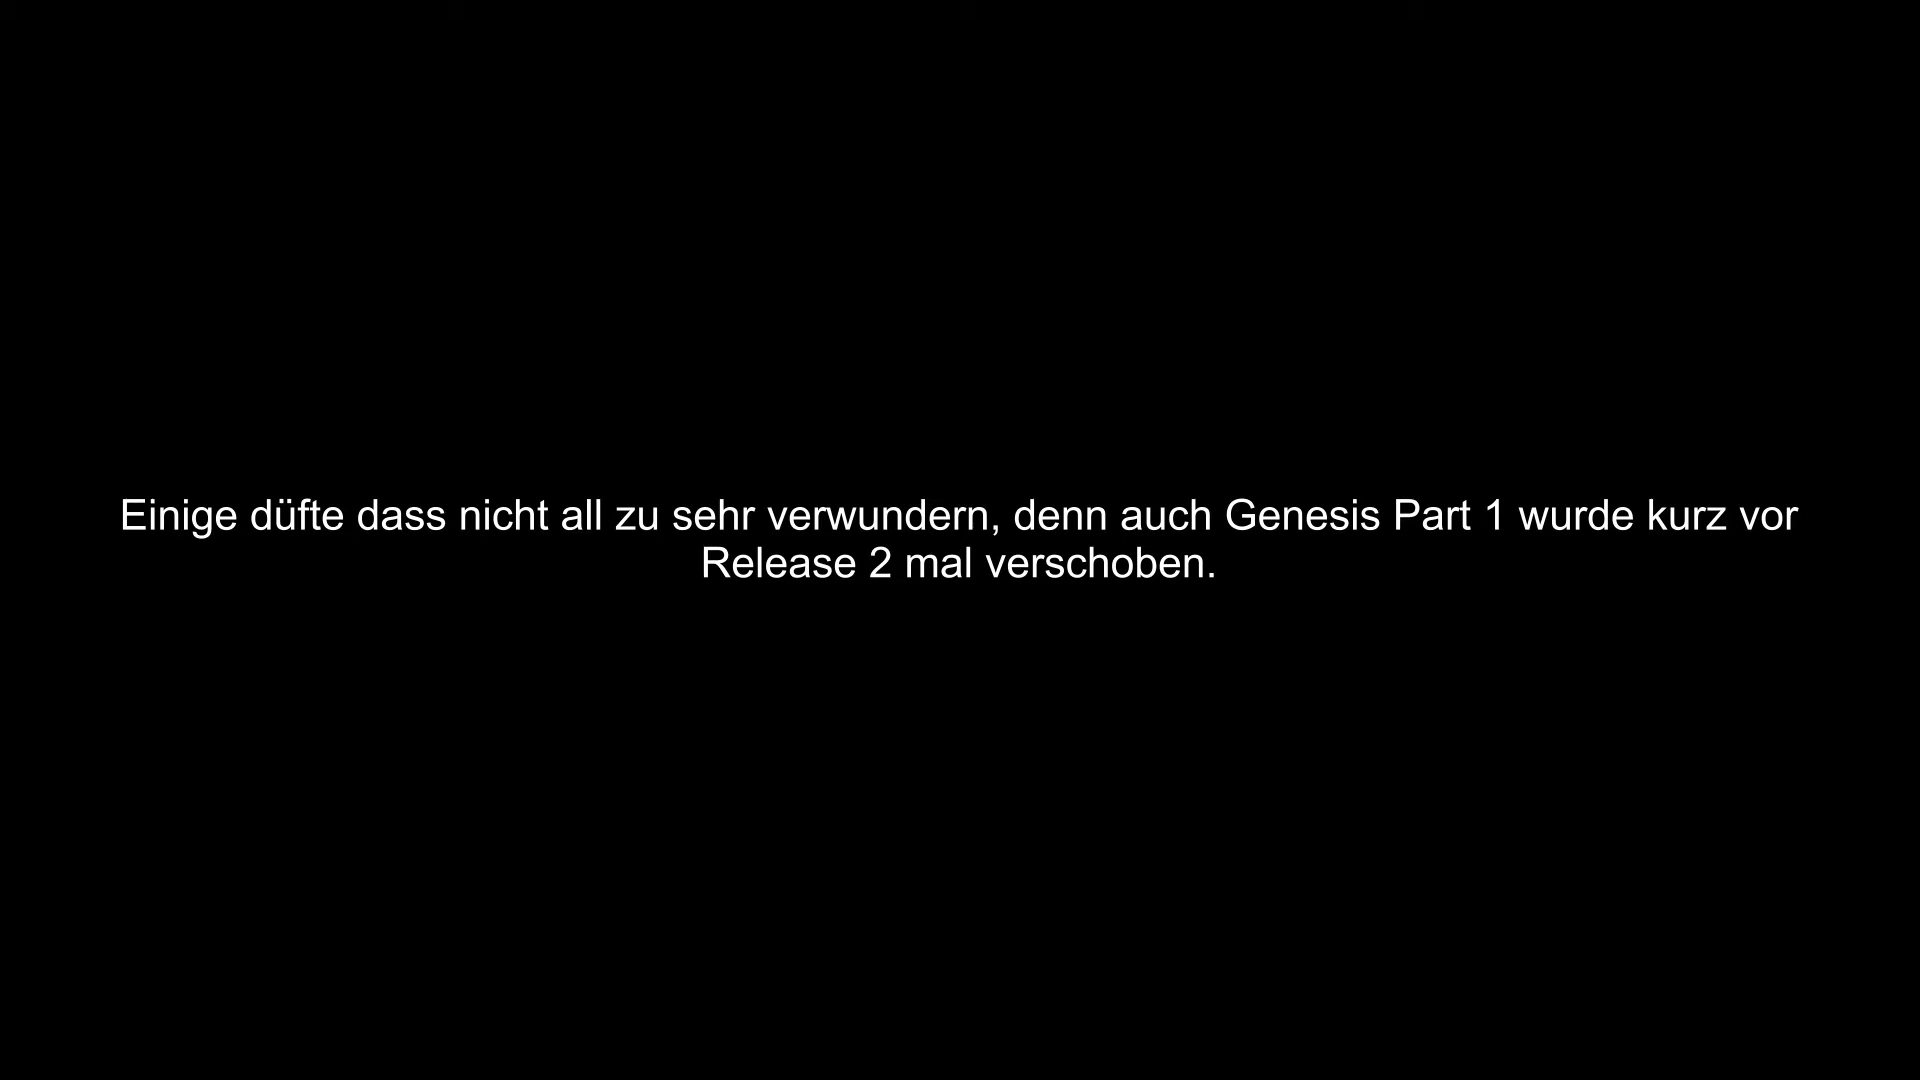 Einige düfte dass nicht all zu sehr verwundern, denn auch Genesis Part 1 wurde kurz vor
Release 2 mal verschoben.